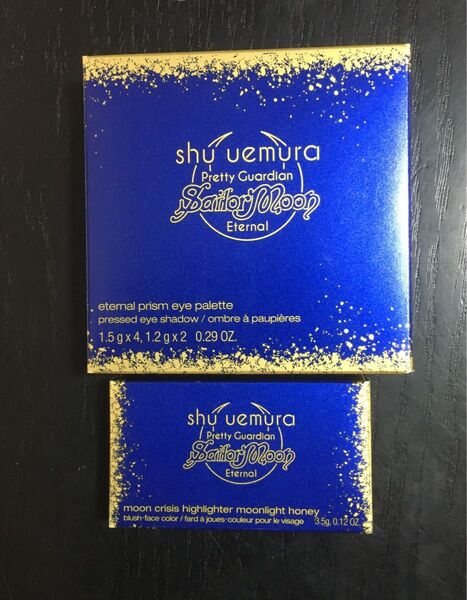 shu uemura
Pretty Guardian
Sailor Moon
Eternal
eternal prism eye palette
pressed eye shadow / ombre à paupières
1.5 g x 4, 1.2 g x 2 0.29 OZ.
shu uemura
Pretty Guardian
Sailor Moon
Eternal
moon crisis highlighter moonlight honey
blush-face color / fard à joues-couleur pour le visage 3.5g, 0.12 OZ.